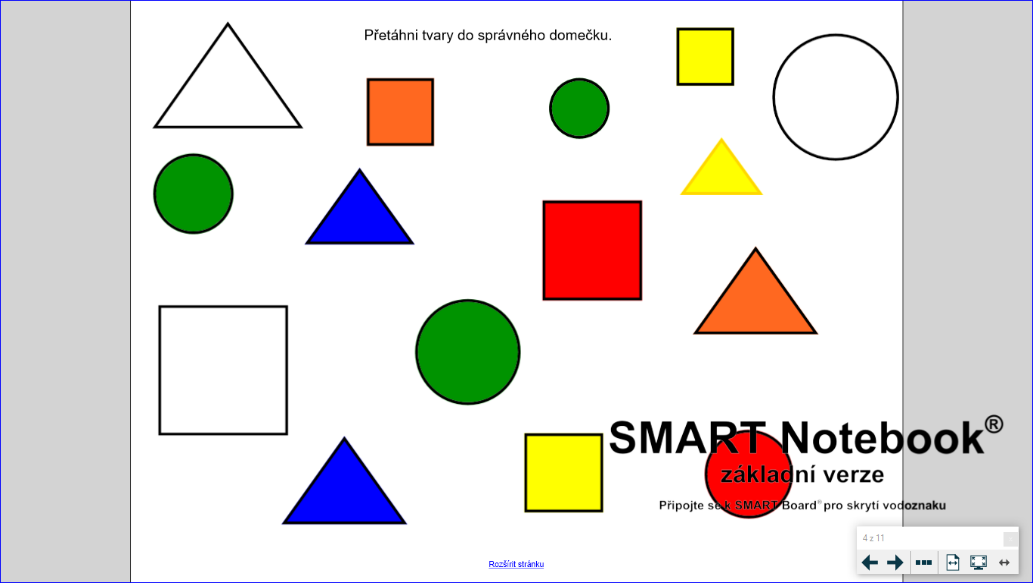 Přetáhni tvary do správného domečku.
SMART Notebook®
základní verze
Připojte se k SMART Board® pro skrytí vodoznaku
4 z 11
Rozšířit stránku